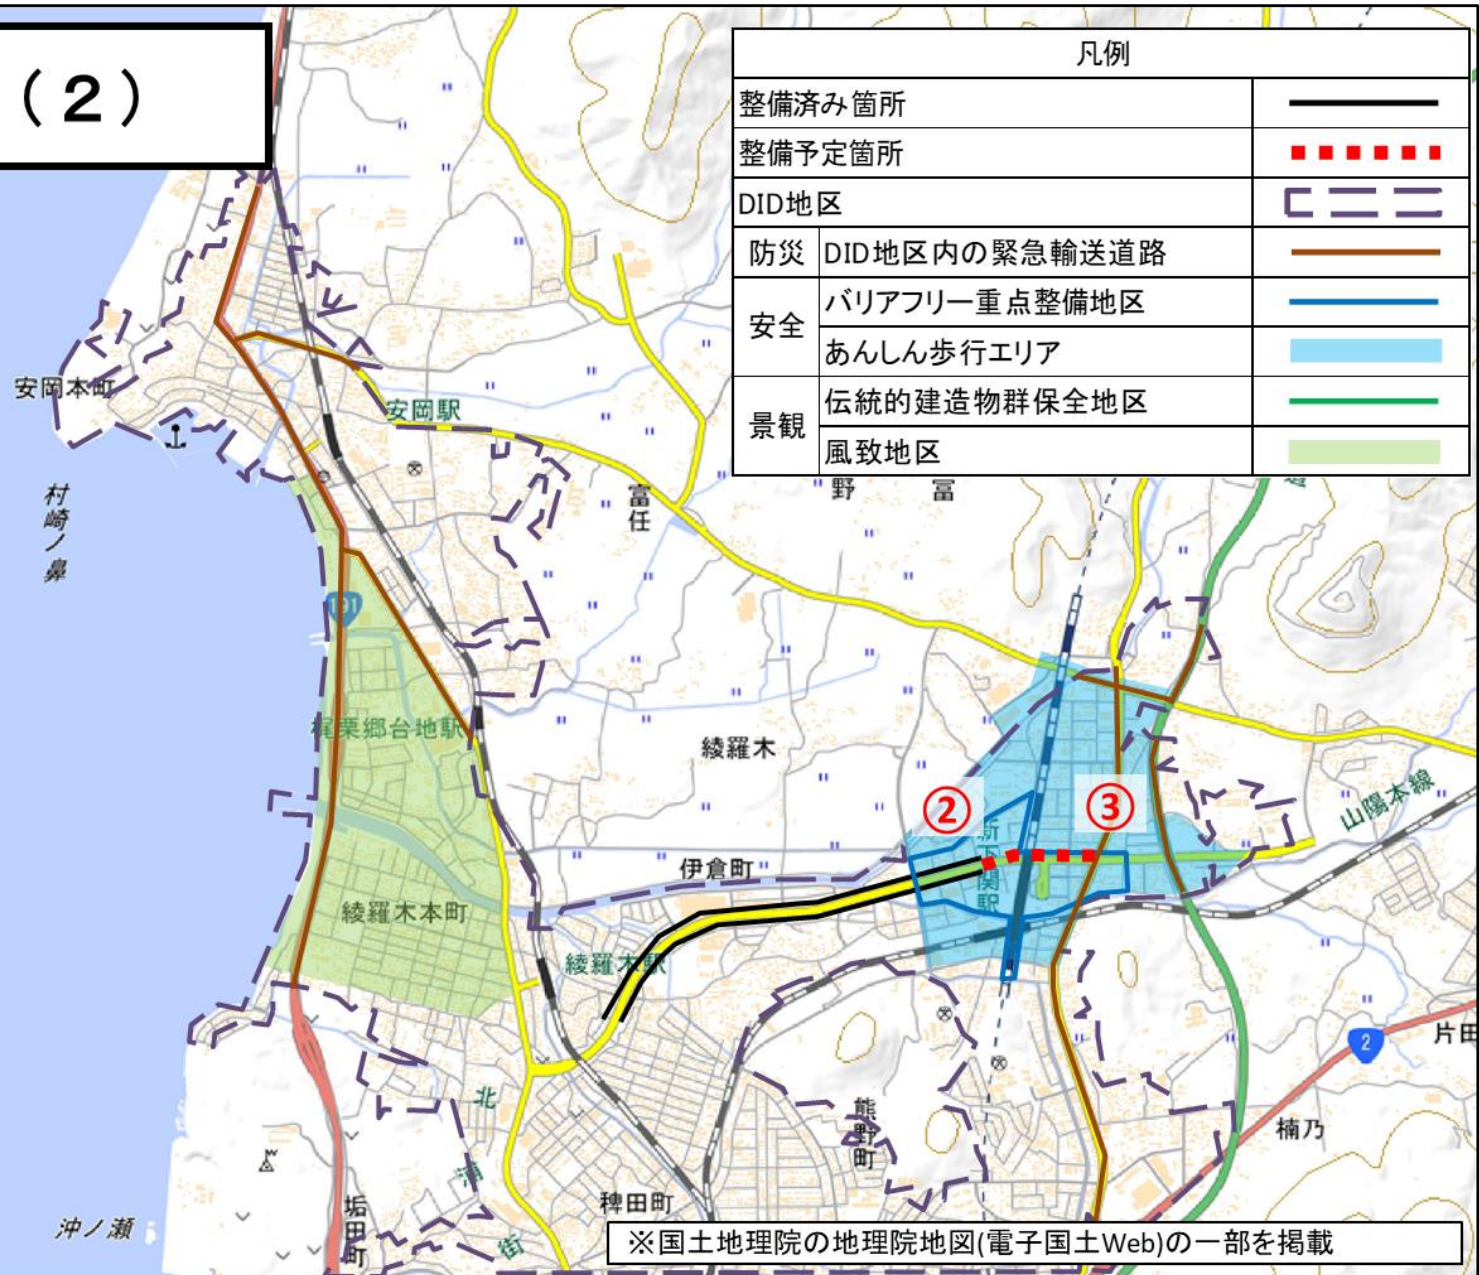 (2)
凡例
整備済み箇所
整備予定箇所
DID地区
防災
DID地区内の緊急輸送道路
安全
バリアフリー重点整備地区
あんしん歩行エリア
景観
伝統的建造物群保全地区
風致地区
安岡本町
安岡駅
村崎ノ鼻
富任
野
冨
道
191
梶栗郷台地駅
綾羅木
②
③
新下関駅
山陽本線
伊倉町
綾羅木本町
綾羅木駅
2
片田
楠乃
北浦街
熊野町
稗田町
垢田町
沖ノ瀬
※国土地理院の地理院地図(電子国土Web)の一部を掲載